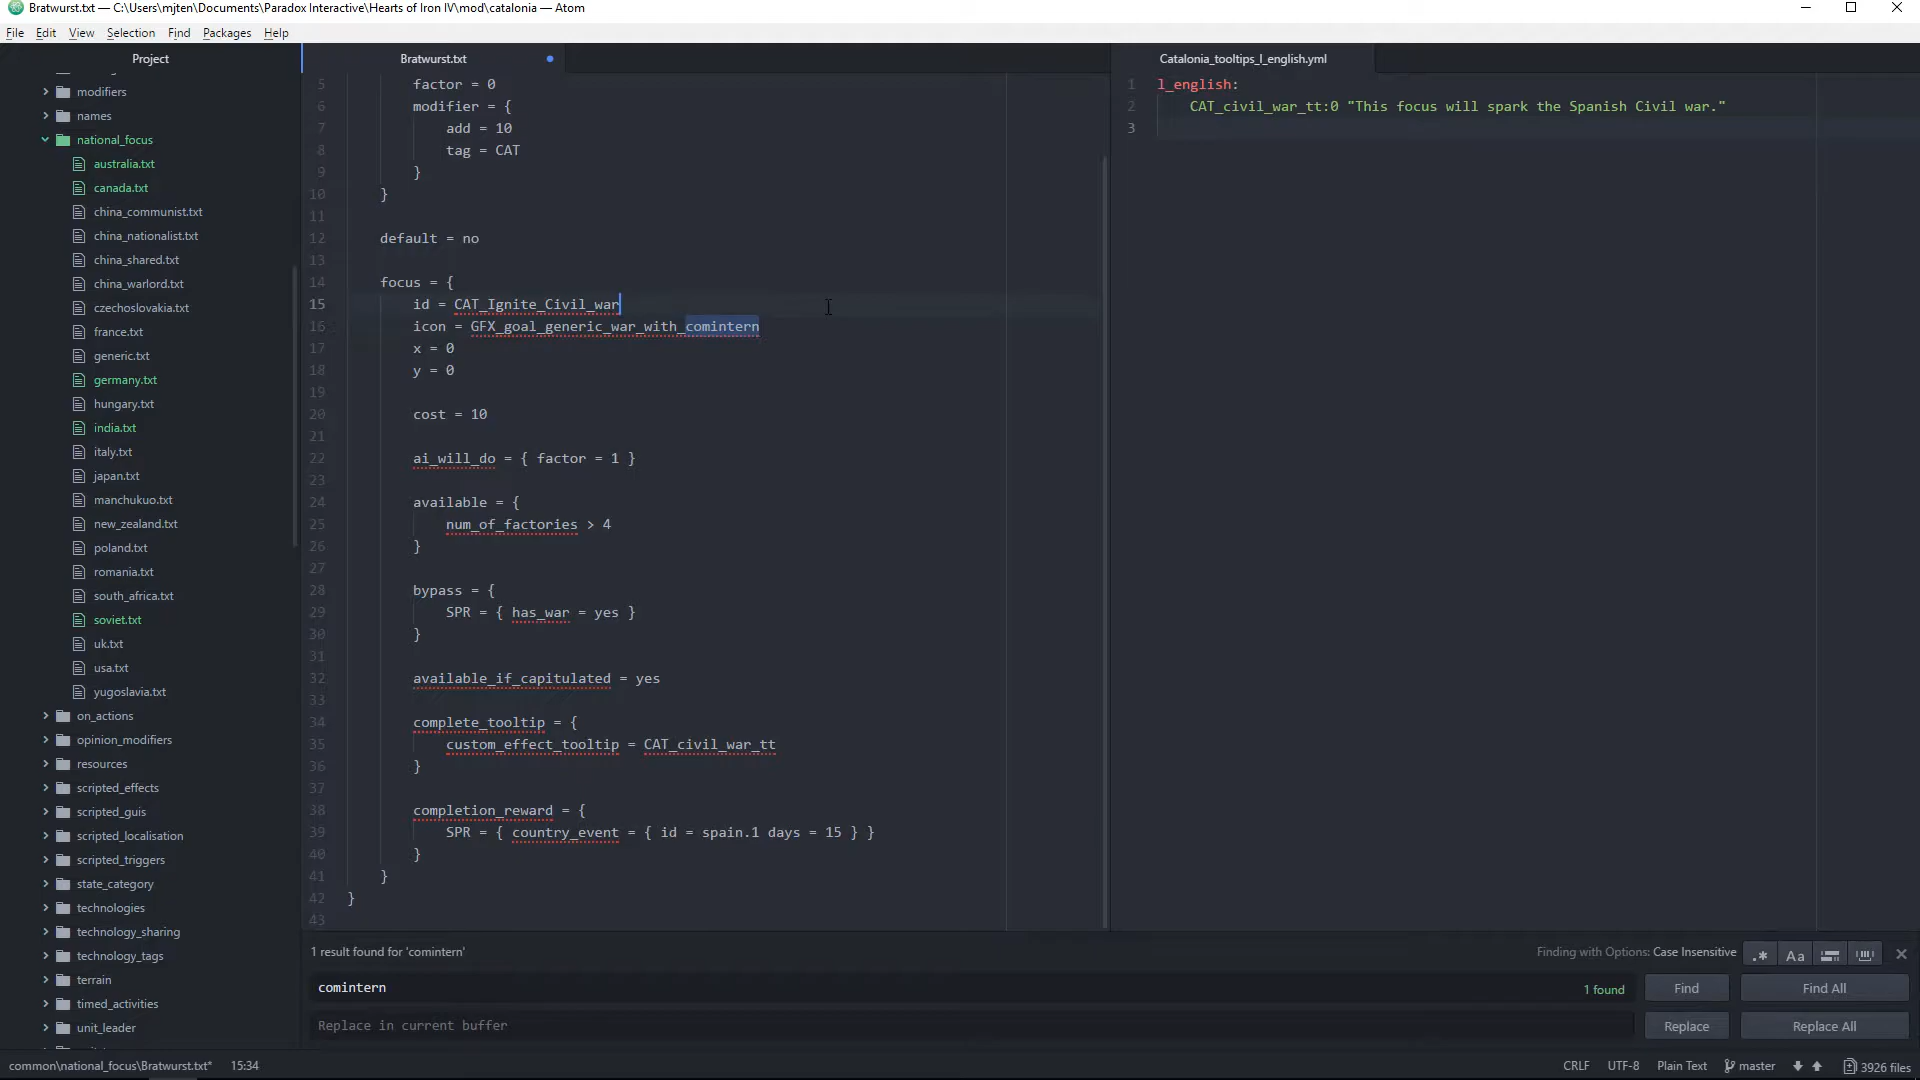 Bratwurst.txt — C:\Users\mjten\Documents\Paradox Interactive\Hearts of Iron IV\mod\catalonia — Atom
File Edit View Selection Find Packages Help
Project
modifiers
names
national_focus
australia.txt
canada.txt
china_communist.txt
china_nationalist.txt
china_shared.txt
china_warlord.txt
czechoslovakia.txt
france.txt
generic.txt
germany.txt
hungary.txt
india.txt
italy.txt
japan.txt
manchukuo.txt
new_zealand.txt
poland.txt
romania.txt
south_africa.txt
soviet.txt
uk.txt
usa.txt
yugoslavia.txt
on_actions
opinion_modifiers
resources
scripted_effects
scripted_guis
scripted_localisation
scripted_triggers
state_category
technologies
technology_sharing
technology_tags
terrain
timed_activities
unit_leader
Bratwurst.txt
5 factor = 0
6 modifier = {
7 add = 10
8 tag = CAT
9 }
10 }
11
12 default = no
13
14 focus = {
15 id = CAT_Ignite_Civil_war
16 icon = GFX_goal_generic_war_with_comintern
17 x = 0
18 y = 0
19
20 cost = 10
21
22 ai_will_do = { factor = 1 }
23
24 available = {
25 num_of_factories > 4
26 }
27
28 bypass = {
29 SPR = { has_war = yes }
30 }
31
32 available_if_capitulated = yes
33
34 complete_tooltip = {
35 custom_effect_tooltip = CAT_civil_war_tt
36 }
37
38 completion_reward = {
39 SPR = { country_event = { id = spain.1 days = 15 } }
40 }
41 }
42 }
43
Catalonia_tooltips_l_english.yml
1 l_english:
2 CAT_civil_war_tt:0 "This focus will spark the Spanish Civil war."
3
1 result found for 'comintern'
Finding with Options: Case Insensitive
.* Aa
comintern
1 found
Find
Find All
Replace in current buffer
Replace
Replace All
common\national_focus\Bratwurst.txt* 15:34
CRLF UTF-8 Plain Text master 3926 files